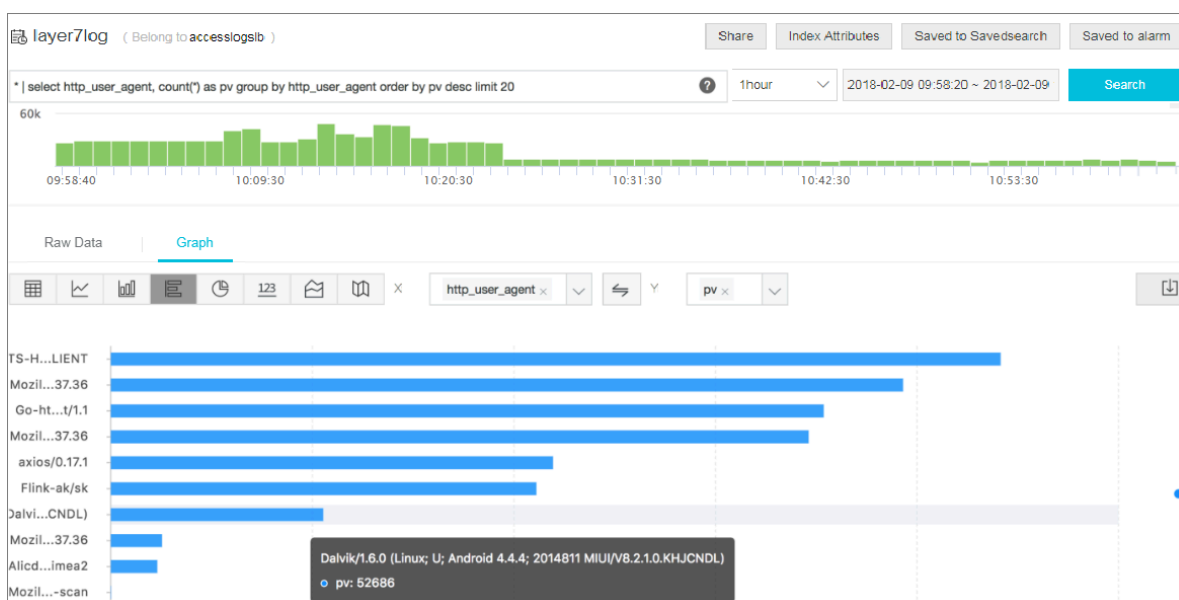 layer7log ( Belong to accesslogslb )
Share
Index Attributes
Saved to Savedsearch
Saved to alarm
* | select http_user_agent, count(*) as pv group by http_user_agent order by pv desc limit 20
?
1hour
2018-02-09 09:58:20 ~ 2018-02-09
Search
60k
09:58:40
10:09:30
10:20:30
10:31:30
10:42:30
10:53:30
Raw Data
Graph
123
X
http_user_agent ×
Y
pv ×
TS-H...LIENT
Mozil...37.36
Go-ht...t/1.1
Mozil...37.36
axios/0.17.1
Flink-ak/sk
Dalvi...CNDL)
Mozil...37.36
Alicd...imea2
Mozil...-scan
Dalvik/1.6.0 (Linux; U; Android 4.4.4; 2014811 MIUI/V8.2.1.0.KHJCNDL)
pv: 52686